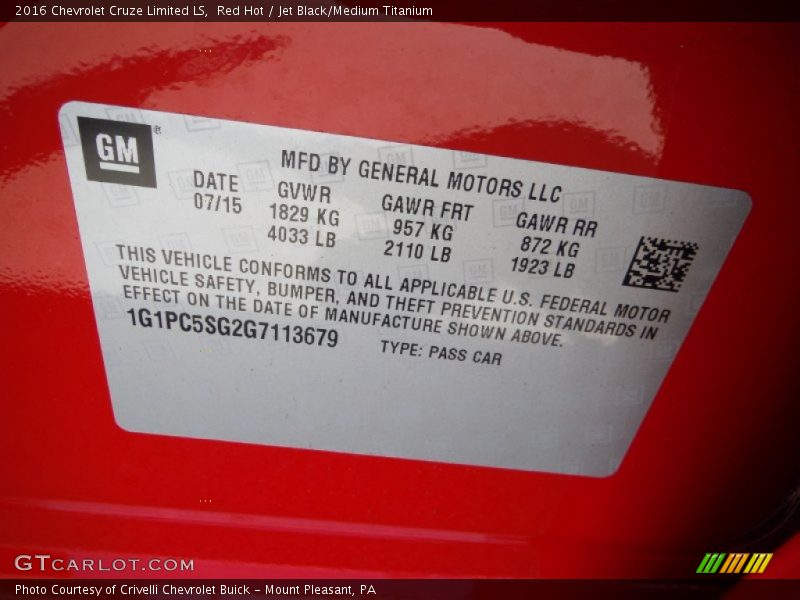 2016 Chevrolet Cruze Limited LS, Red Hot / Jet Black/Medium Titanium
GM®
MFD BY GENERAL MOTORS LLC
DATE GVWR GAWR FRT GAWR RR
07/15 1829 KG 957 KG 872 KG
4033 LB 2110 LB 1923 LB
THIS VEHICLE CONFORMS TO ALL APPLICABLE U.S. FEDERAL MOTOR
VEHICLE SAFETY, BUMPER, AND THEFT PREVENTION STANDARDS IN
EFFECT ON THE DATE OF MANUFACTURE SHOWN ABOVE.
1G1PC5SG2G7113679 TYPE: PASS CAR
GTCARLOT.COM
Photo Courtesy of Crivelli Chevrolet Buick - Mount Pleasant, PA